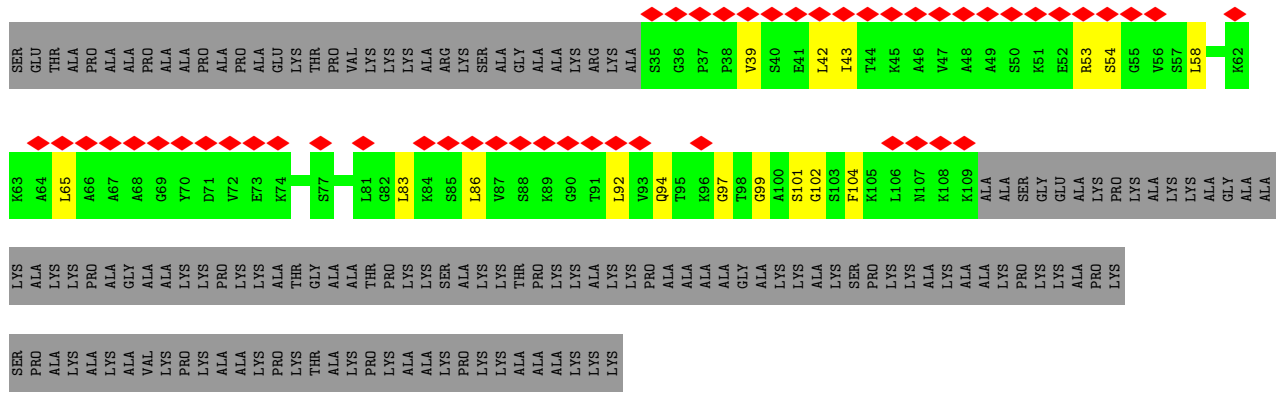 SER GLU THR ALA PRO ALA ALA PRO ALA ALA PRO ALA PRO ALA GLU LYS THR PRO VAL LYS LYS LYS ALA ARG LYS SER ALA GLY ALA ALA LYS ARG LYS ALA S35 G36 P37 P38 V39 S40 E41 L42 I43 T44 K45 A46 V47 A48 A49 S50 K51 E52 R53 S54 G55 V56 S57 L58 K62
K63 A64 L65 A66 A67 A68 G69 Y70 D71 V72 E73 K74 S77 L81 G82 L83 K84 S85 L86 V87 S88 K89 G90 T91 L92 V93 Q94 T95 K96 G97 T98 G99 A100 S101 G102 S103 F104 K105 L106 N107 K108 K109 ALA ALA SER GLY GLU ALA LYS PRO LYS ALA LYS LYS ALA GLY ALA ALA
LYS ALA LYS LYS PRO ALA GLY ALA ALA LYS LYS PRO LYS LYS ALA THR GLY ALA ALA THR PRO LYS LYS SER ALA LYS LYS THR PRO LYS LYS ALA LYS LYS PRO ALA ALA ALA ALA GLY ALA LYS LYS ALA LYS SER PRO LYS LYS ALA LYS ALA ALA LYS PRO LYS LYS ALA PRO LYS
SER PRO ALA LYS ALA LYS ALA VAL LYS PRO LYS ALA ALA LYS PRO LYS THR ALA LYS PRO LYS ALA ALA LYS PRO LYS LYS ALA ALA ALA LYS LYS LYS